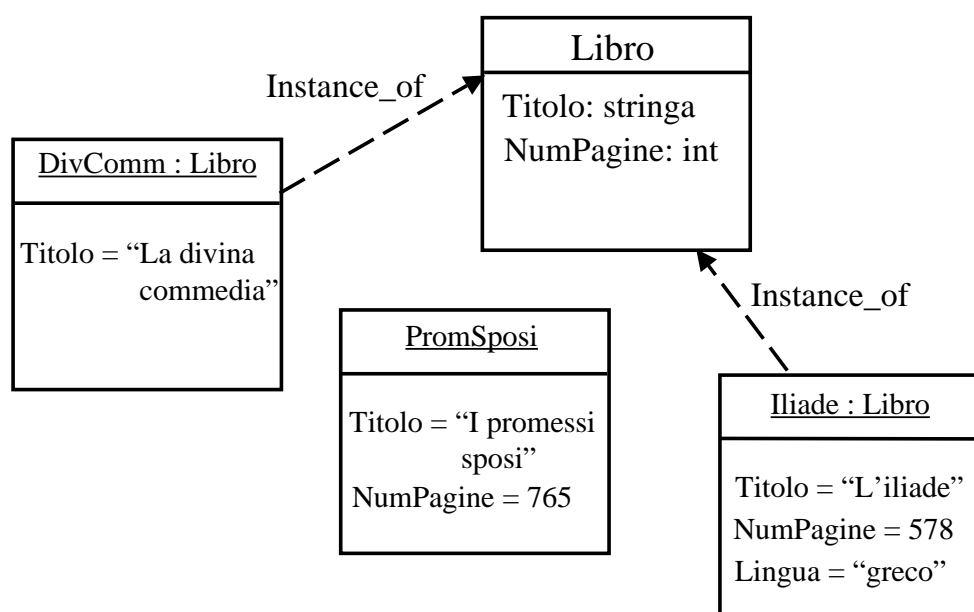 Libro
Instance_of
Titolo: stringa
NumPagine: int
DivComm : Libro
Titolo = “La divina
commedia”
Instance_of
PromSposi
Titolo = “I promessi
sposi”
NumPagine = 765
Iliade : Libro
Titolo = “L’iliade”
NumPagine = 578
Lingua = “greco”